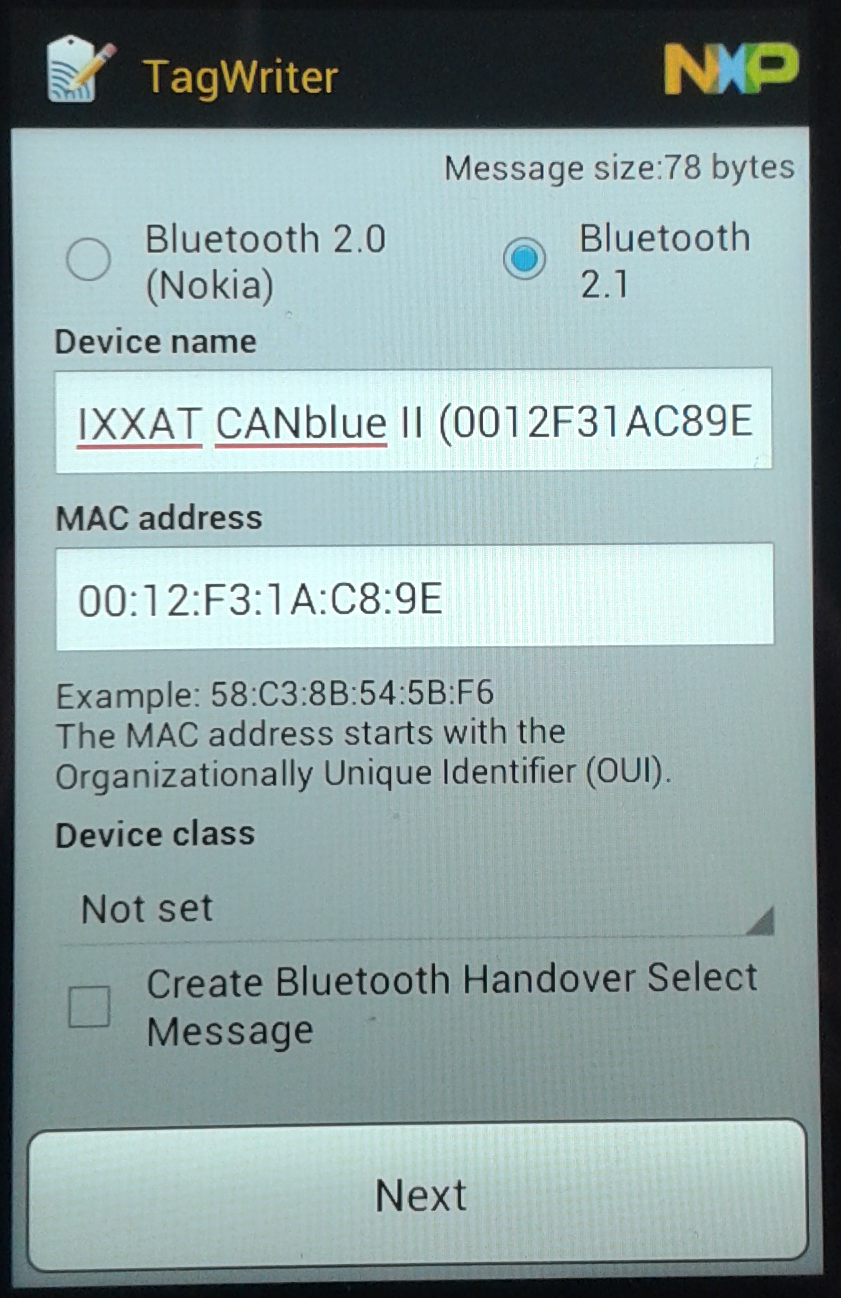 TagWriter
NXP
Message size:78 bytes
Bluetooth 2.0
(Nokia)
Bluetooth
2.1
Device name
IXXAT CANblue II (0012F31AC89E
MAC address
00:12:F3:1A:C8:9E
Example: 58:C3:8B:54:5B:F6
The MAC address starts with the
Organizationally Unique Identifier (OUI).
Device class
Not set
Create Bluetooth Handover Select
Message
Next